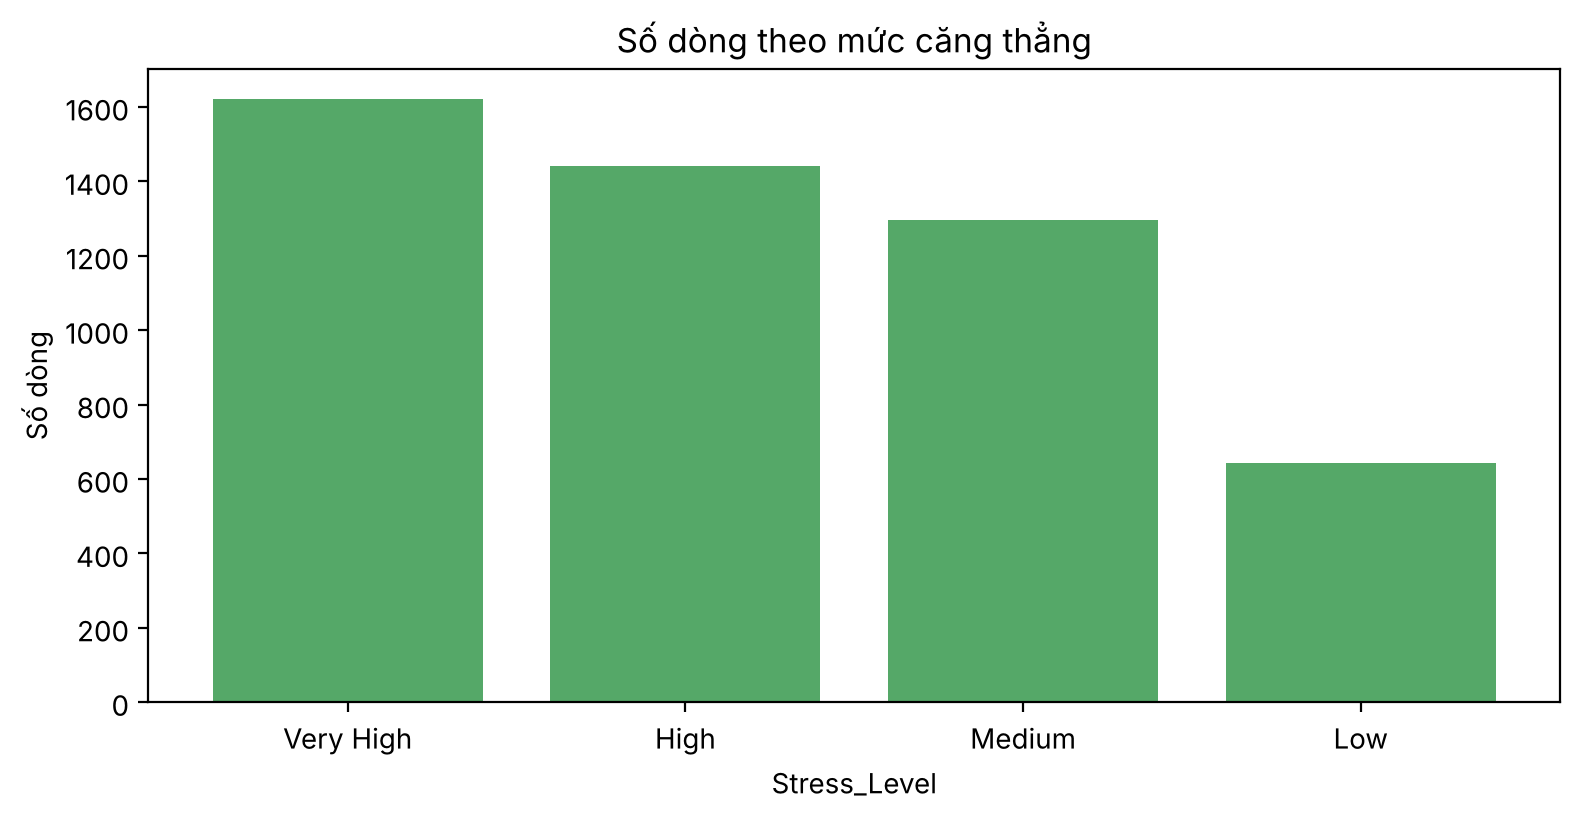 Số dòng theo mức căng thẳng
Số dòng
1600
1400
1200
1000
800
600
400
200
0
Very High
High
Medium
Low
Stress_Level